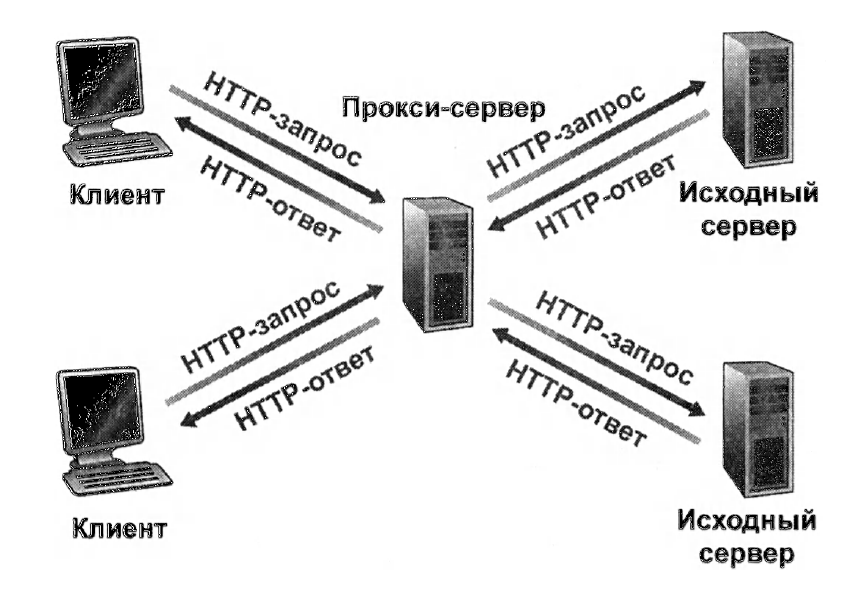 HTTP-запрос
Прокси-сервер
HTTP-запрос
HTTP-ответ
HTTP-ответ
Клиент
Исходный
сервер
HTTP-запрос
HTTP-запрос
HTTP-ответ
HTTP-ответ
Клиент
Исходный
сервер